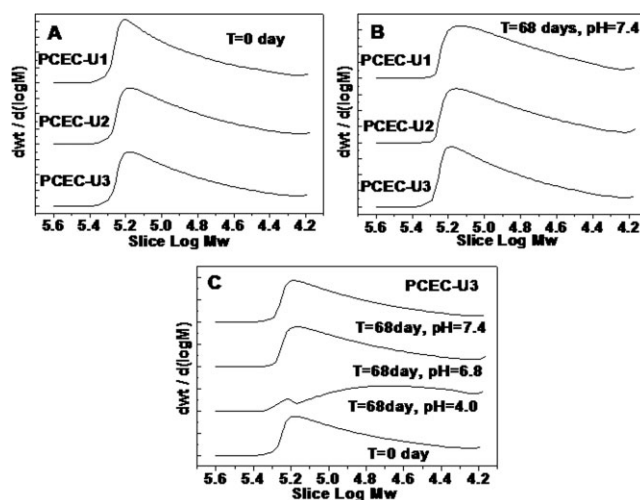 A
T=0 day
PCEC-U1
PCEC-U2
PCEC-U3
dwt / d(logM)
5.6 5.4 5.2 5.0 4.8 4.6 4.4 4.2
Slice Log Mw
B
T=68 days, pH=7.4
PCEC-U1
PCEC-U2
PCEC-U3
dwt / d(logM)
5.6 5.4 5.2 5.0 4.8 4.6 4.4 4.2
Slice Log Mw
C
PCEC-U3
T=68day, pH=7.4
T=68day, pH=6.8
T=68day, pH=4.0
T=0 day
dwt / d(logM)
5.6 5.4 5.2 5.0 4.8 4.6 4.4 4.2
Slice Log Mw